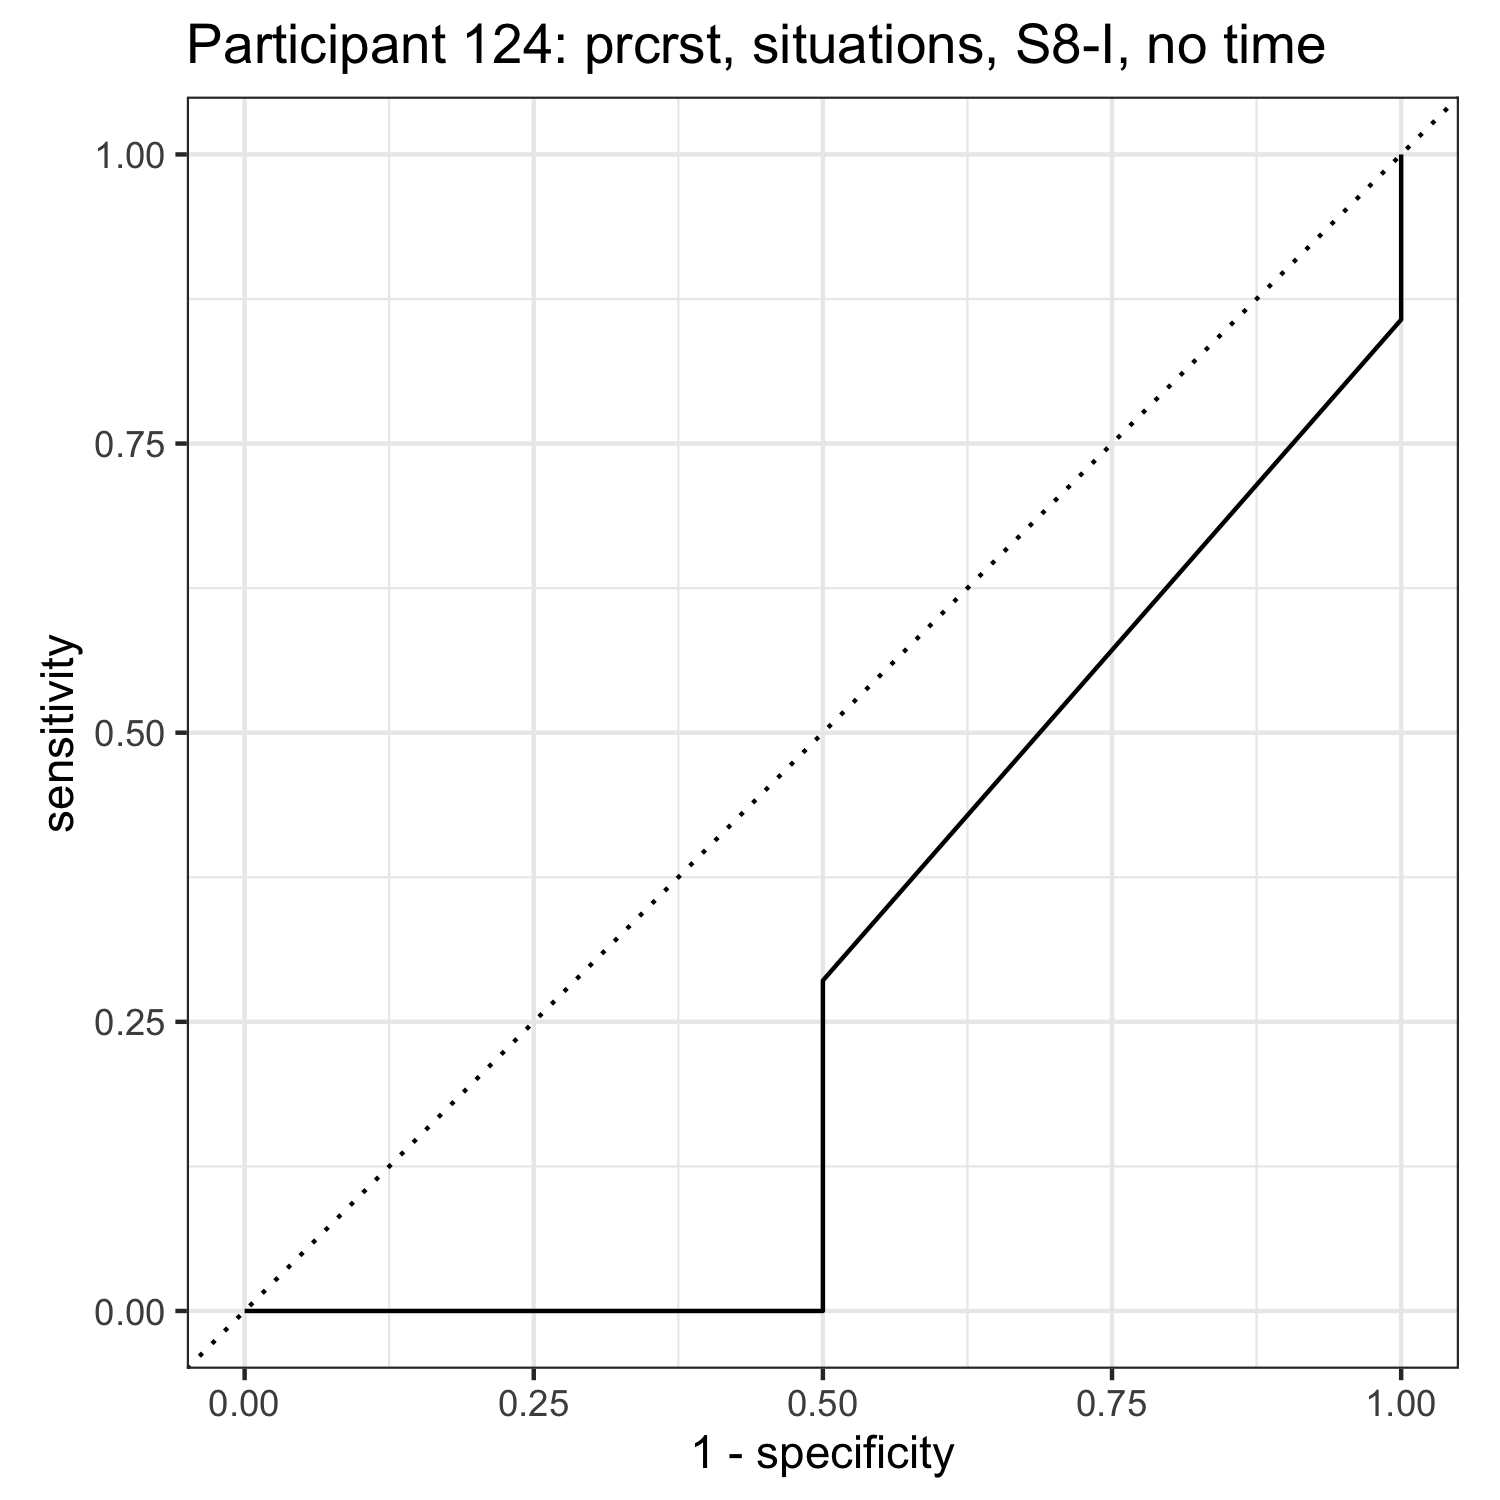 Participant 124: prcrst, situations, S8-I, no time
1.00
0.75
0.50
0.25
0.00
sensitivity
0.00 0.25 0.50 0.75 1.00
1 - specificity